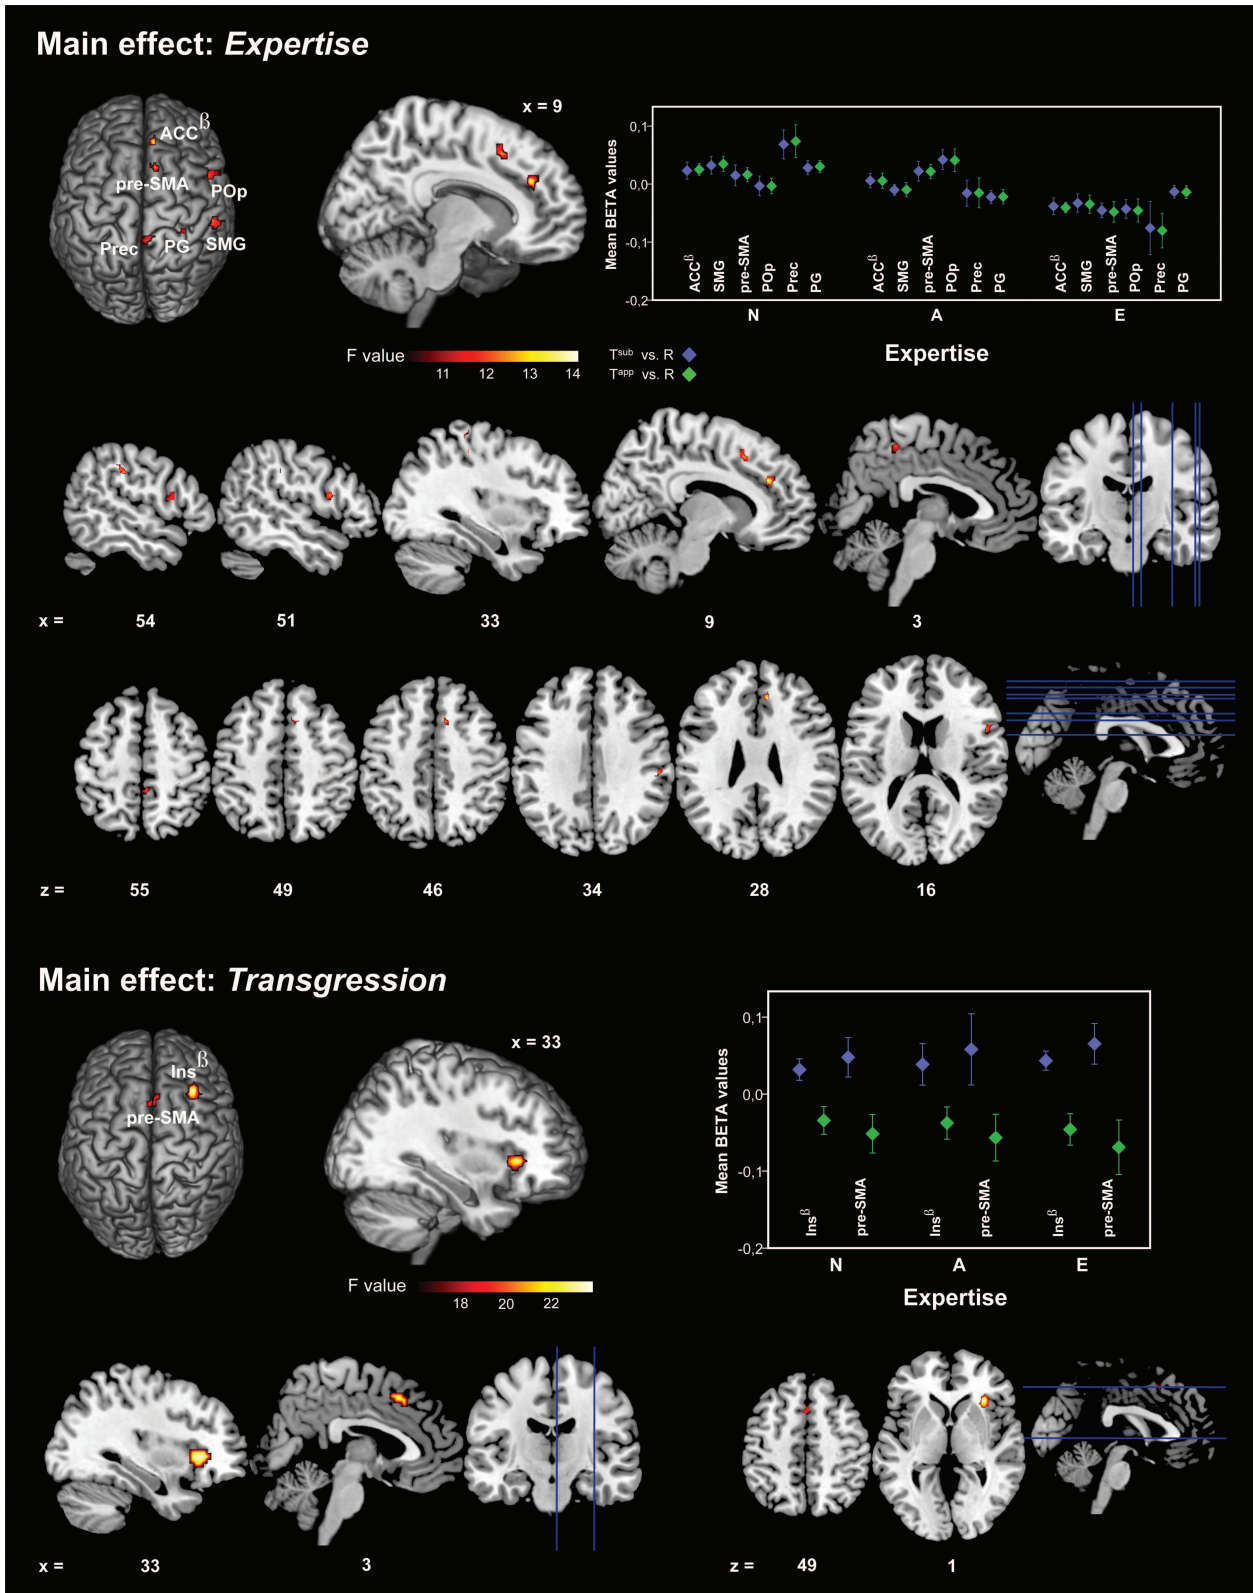 Main effect: Expertise
x = 9
ACCß
pre-SMA
POp
Prec
PG
SMG
Mean BETA values
0,1
0.0
-0,1
-0,2
ACCß SMG pre-SMA POp Prec PG
ACCß SMG pre-SMA POp Prec PG
ACCß SMG pre-SMA POp Prec PG
N A E
Expertise
F value
11 12 13 14
Tsub vs. R
Tapp vs. R
x = 54 51 33 9 3
z = 55 49 46 34 28 16
Main effect: Transgression
x = 33
Insß
pre-SMA
Mean BETA values
0,1
0.0
-0,1
-0,2
Insß pre-SMA
Insß pre-SMA
Insß pre-SMA
N A E
Expertise
F value
18 20 22
x = 33 3
z = 49 1